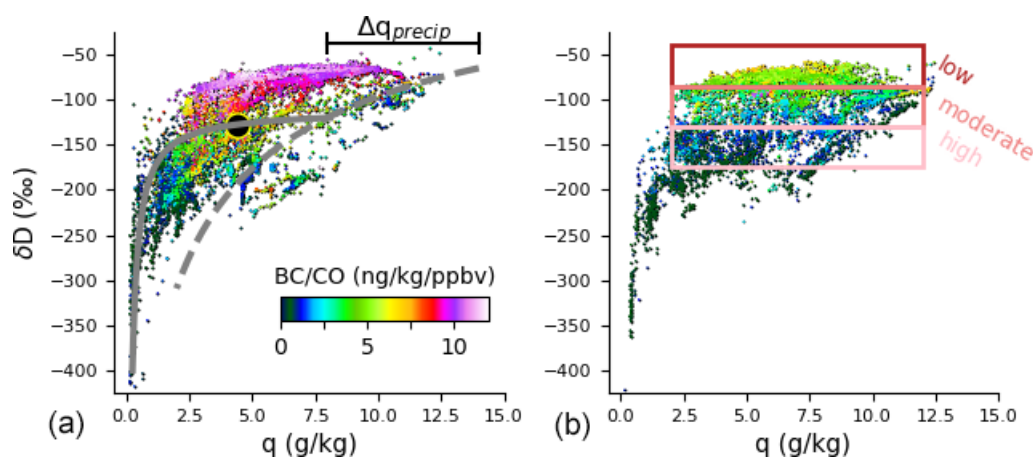 Δq_precip
−50
−100
−150
−200
−250
−300
−350
−400
δD (‰)
BC/CO (ng/kg/ppbv)
0 5 10
0.0 2.5 5.0 7.5 10.0 12.5 15.0
(a) q (g/kg)
low
moderate
high
−50
−100
−150
−200
−250
−300
−350
−400
0.0 2.5 5.0 7.5 10.0 12.5 15.0
(b) q (g/kg)